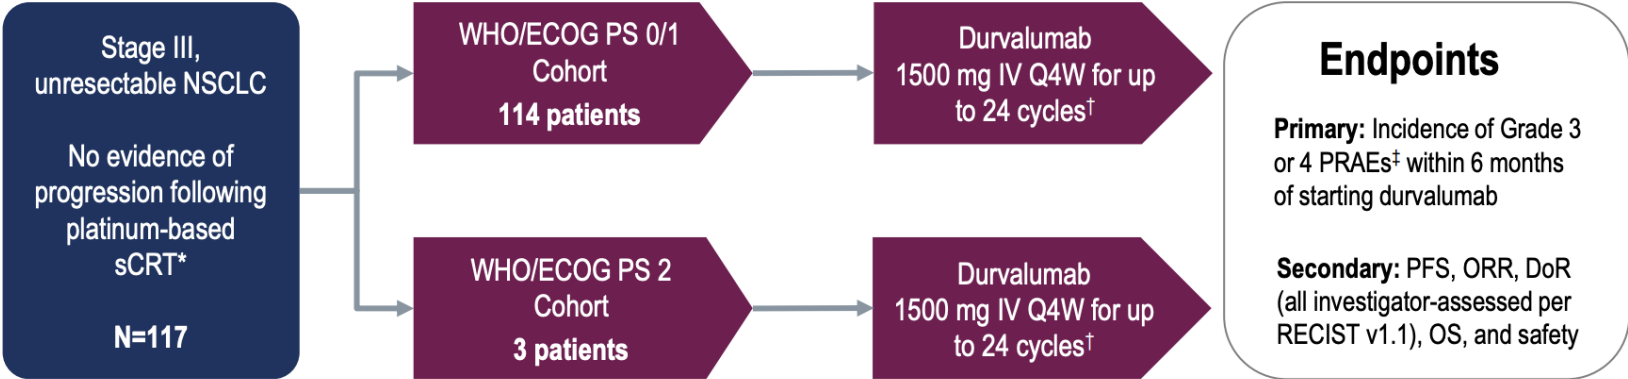 Stage III,
unresectable NSCLC
No evidence of
progression following
platinum-based
sCRT*
N=117
WHO/ECOG PS 0/1
Cohort
114 patients
Durvalumab
1500 mg IV Q4W for up
to 24 cycles†
WHO/ECOG PS 2
Cohort
3 patients
Durvalumab
1500 mg IV Q4W for up
to 24 cycles†
Endpoints
Primary: Incidence of Grade 3
or 4 PRAEs‡ within 6 months
of starting durvalumab
Secondary: PFS, ORR, DoR
(all investigator-assessed per
RECIST v1.1), OS, and safety